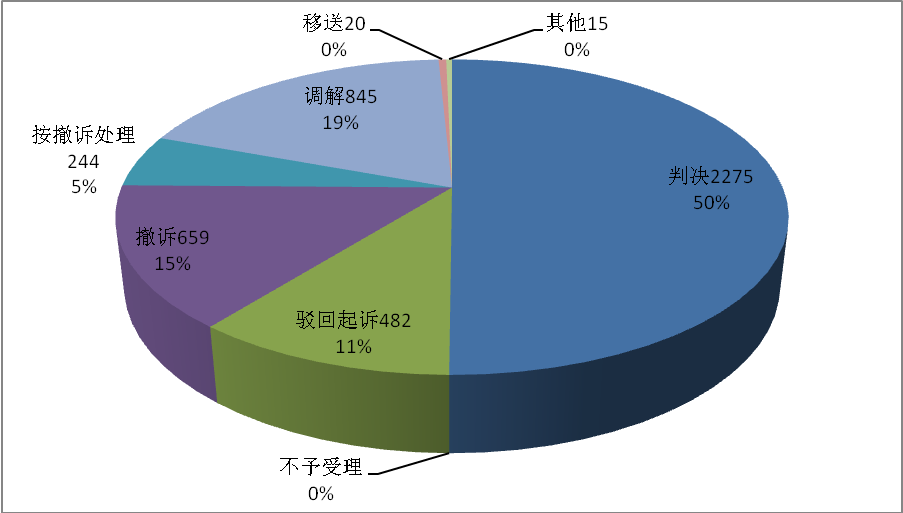 移送20
0%
其他15
0%
调解845
19%
按撤诉处理
244
5%
判决2275
50%
撤诉659
15%
驳回起诉482
11%
不予受理
0%